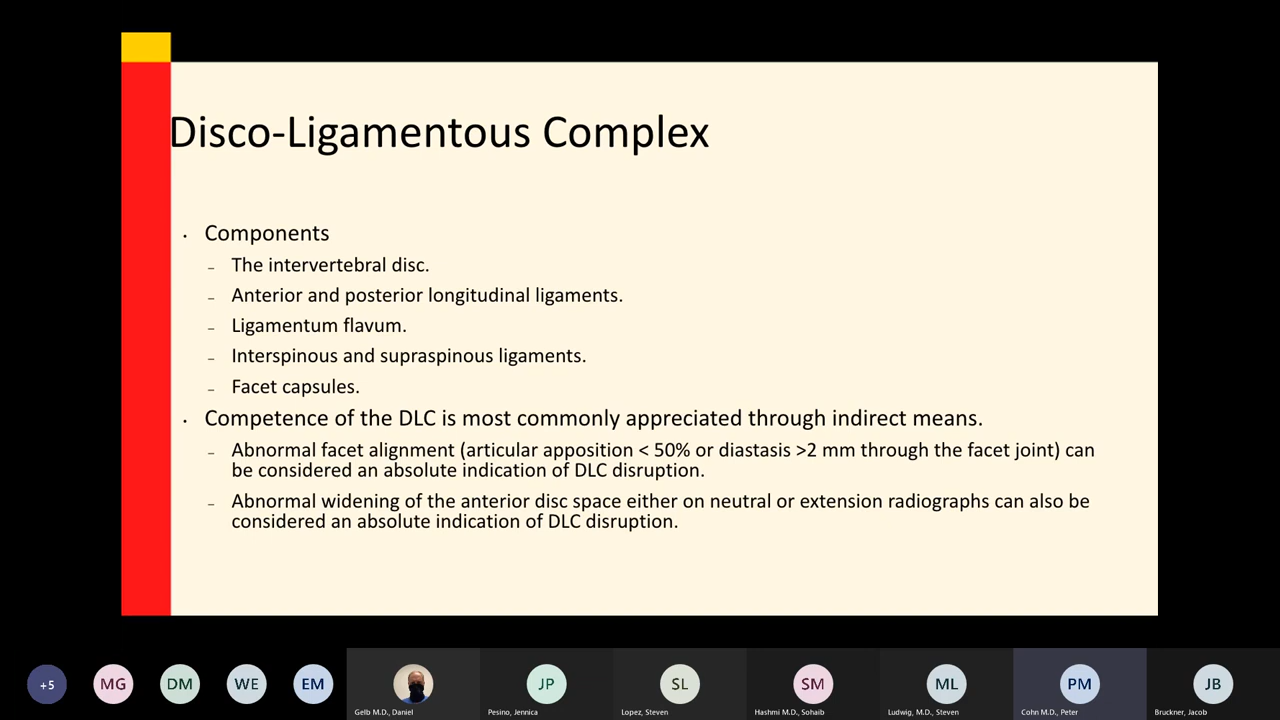 Disco-Ligamentous Complex
• Components
– The intervertebral disc.
– Anterior and posterior longitudinal ligaments.
– Ligamentum flavum.
– Interspinous and supraspinous ligaments.
– Facet capsules.
• Competence of the DLC is most commonly appreciated through indirect means.
– Abnormal facet alignment (articular apposition < 50% or diastasis >2 mm through the facet joint) can
be considered an absolute indication of DLC disruption.
– Abnormal widening of the anterior disc space either on neutral or extension radiographs can also be
considered an absolute indication of DLC disruption.
+5 MG DM WE EM JP SL SM ML PM JB
Gelb M.D., Daniel Pesino, Jennica Lopez, Steven Hashmi M.D., Sohaib Ludwig, M.D., Steven Cohn M.D., Peter Bruckner, Jacob